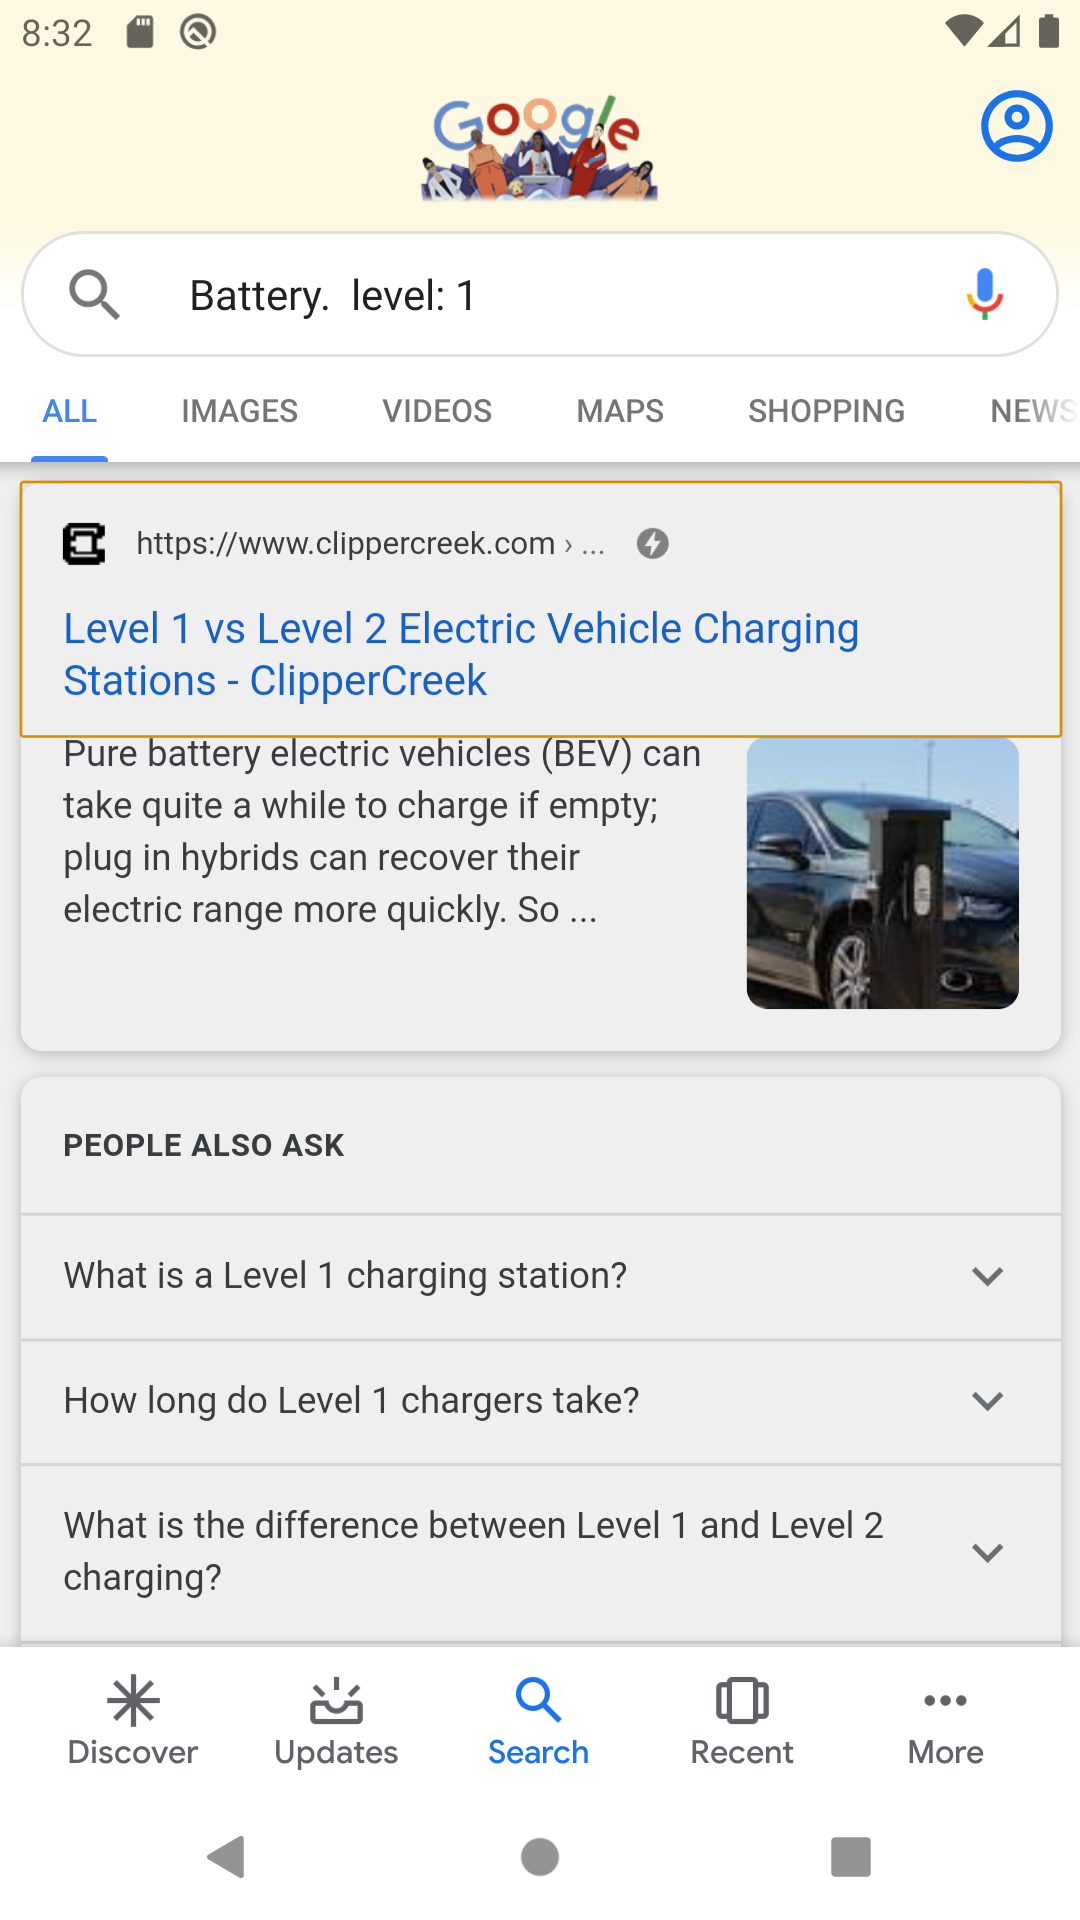 8:32
Google
Battery.  level: 1
ALL IMAGES VIDEOS MAPS SHOPPING NEWS
https://www.clippercreek.com › ...
Level 1 vs Level 2 Electric Vehicle Charging
Stations - ClipperCreek
Pure battery electric vehicles (BEV) can
take quite a while to charge if empty;
plug in hybrids can recover their
electric range more quickly. So ...
PEOPLE ALSO ASK
What is a Level 1 charging station?
How long do Level 1 chargers take?
What is the difference between Level 1 and Level 2
charging?
Discover Updates Search Recent More